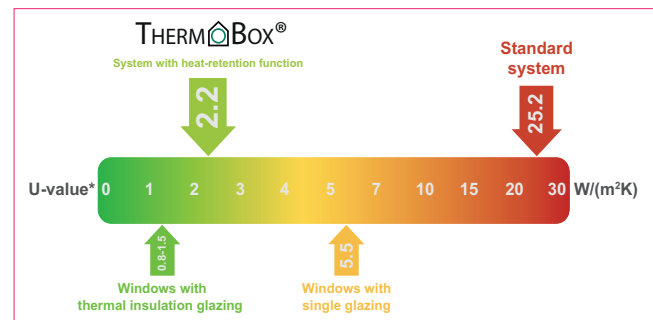 THERMOBOX®
System with heat-retention function
2.2
Standard
system
25.2
U-value* 0 1 2 3 4 5 7 10 15 20 30 W/(m²K)
0.8-1.5
Windows with
thermal insulation glazing
5.5
Windows with
single glazing